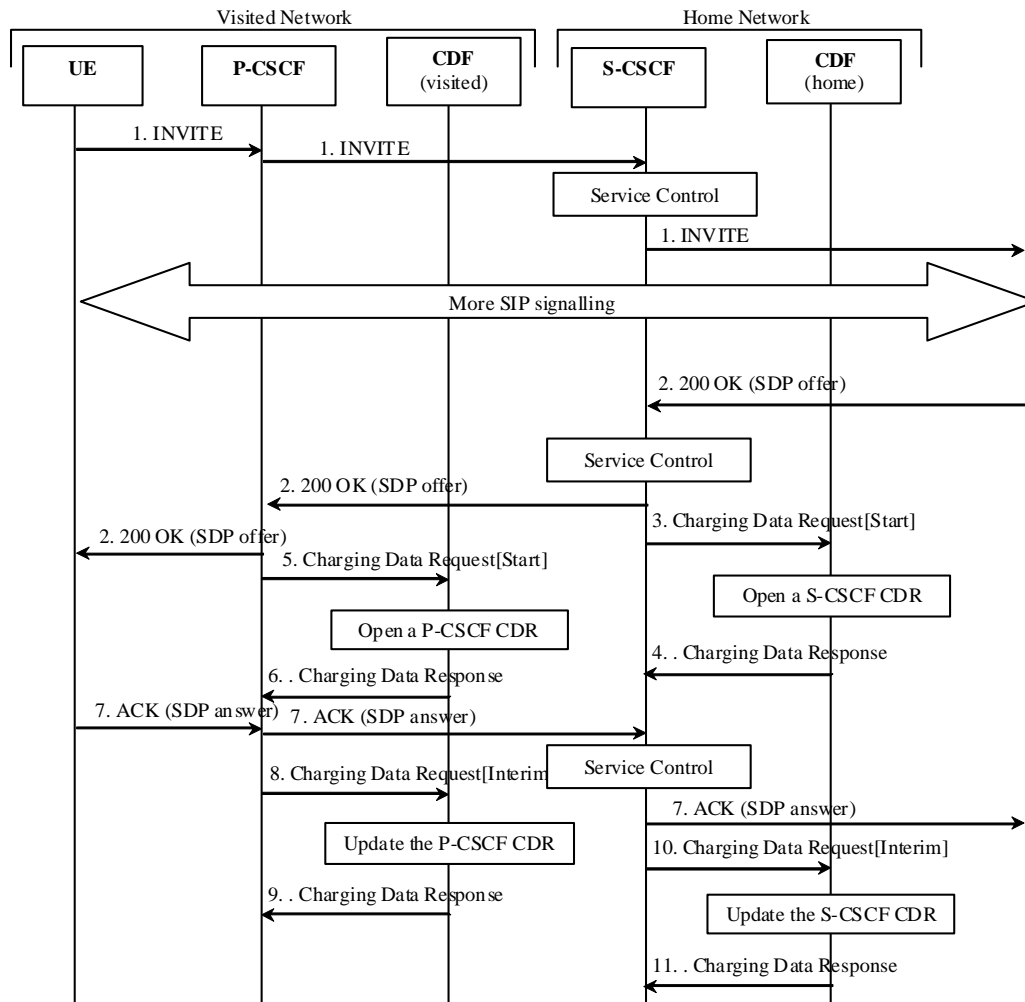 Visited Network
Home Network
UE
P-CSCF
CDF
(visited)
S-CSCF
CDF
(home)
1. INVITE
1. INVITE
Service Control
1. INVITE
More SIP signalling
2. 200 OK (SDP offer)
Service Control
2. 200 OK (SDP offer)
3. Charging Data Request[Start]
2. 200 OK (SDP offer)
5. Charging Data Request[Start]
Open a S-CSCF CDR
Open a P-CSCF CDR
4. . Charging Data Response
6. . Charging Data Response
7. ACK (SDP answer)
7. ACK (SDP answer)
Service Control
8. Charging Data Request[Interim
7. ACK (SDP answer)
Update the P-CSCF CDR
10. Charging Data Request[Interim]
9. . Charging Data Response
Update the S-CSCF CDR
11. . Charging Data Response